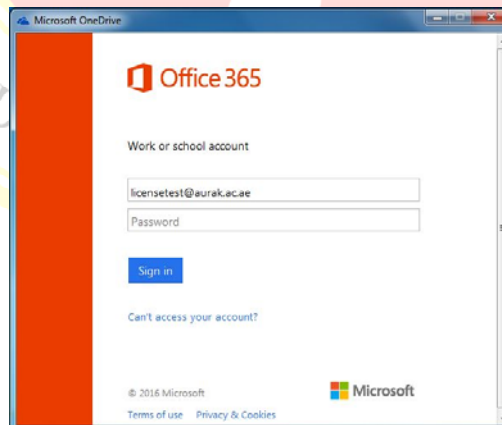 Microsoft OneDrive
Office 365
Work or school account
licensetest@aurak.ac.ae
Password
Sign in
Can't access your account?
© 2016 Microsoft
Microsoft
Terms of use Privacy & Cookies